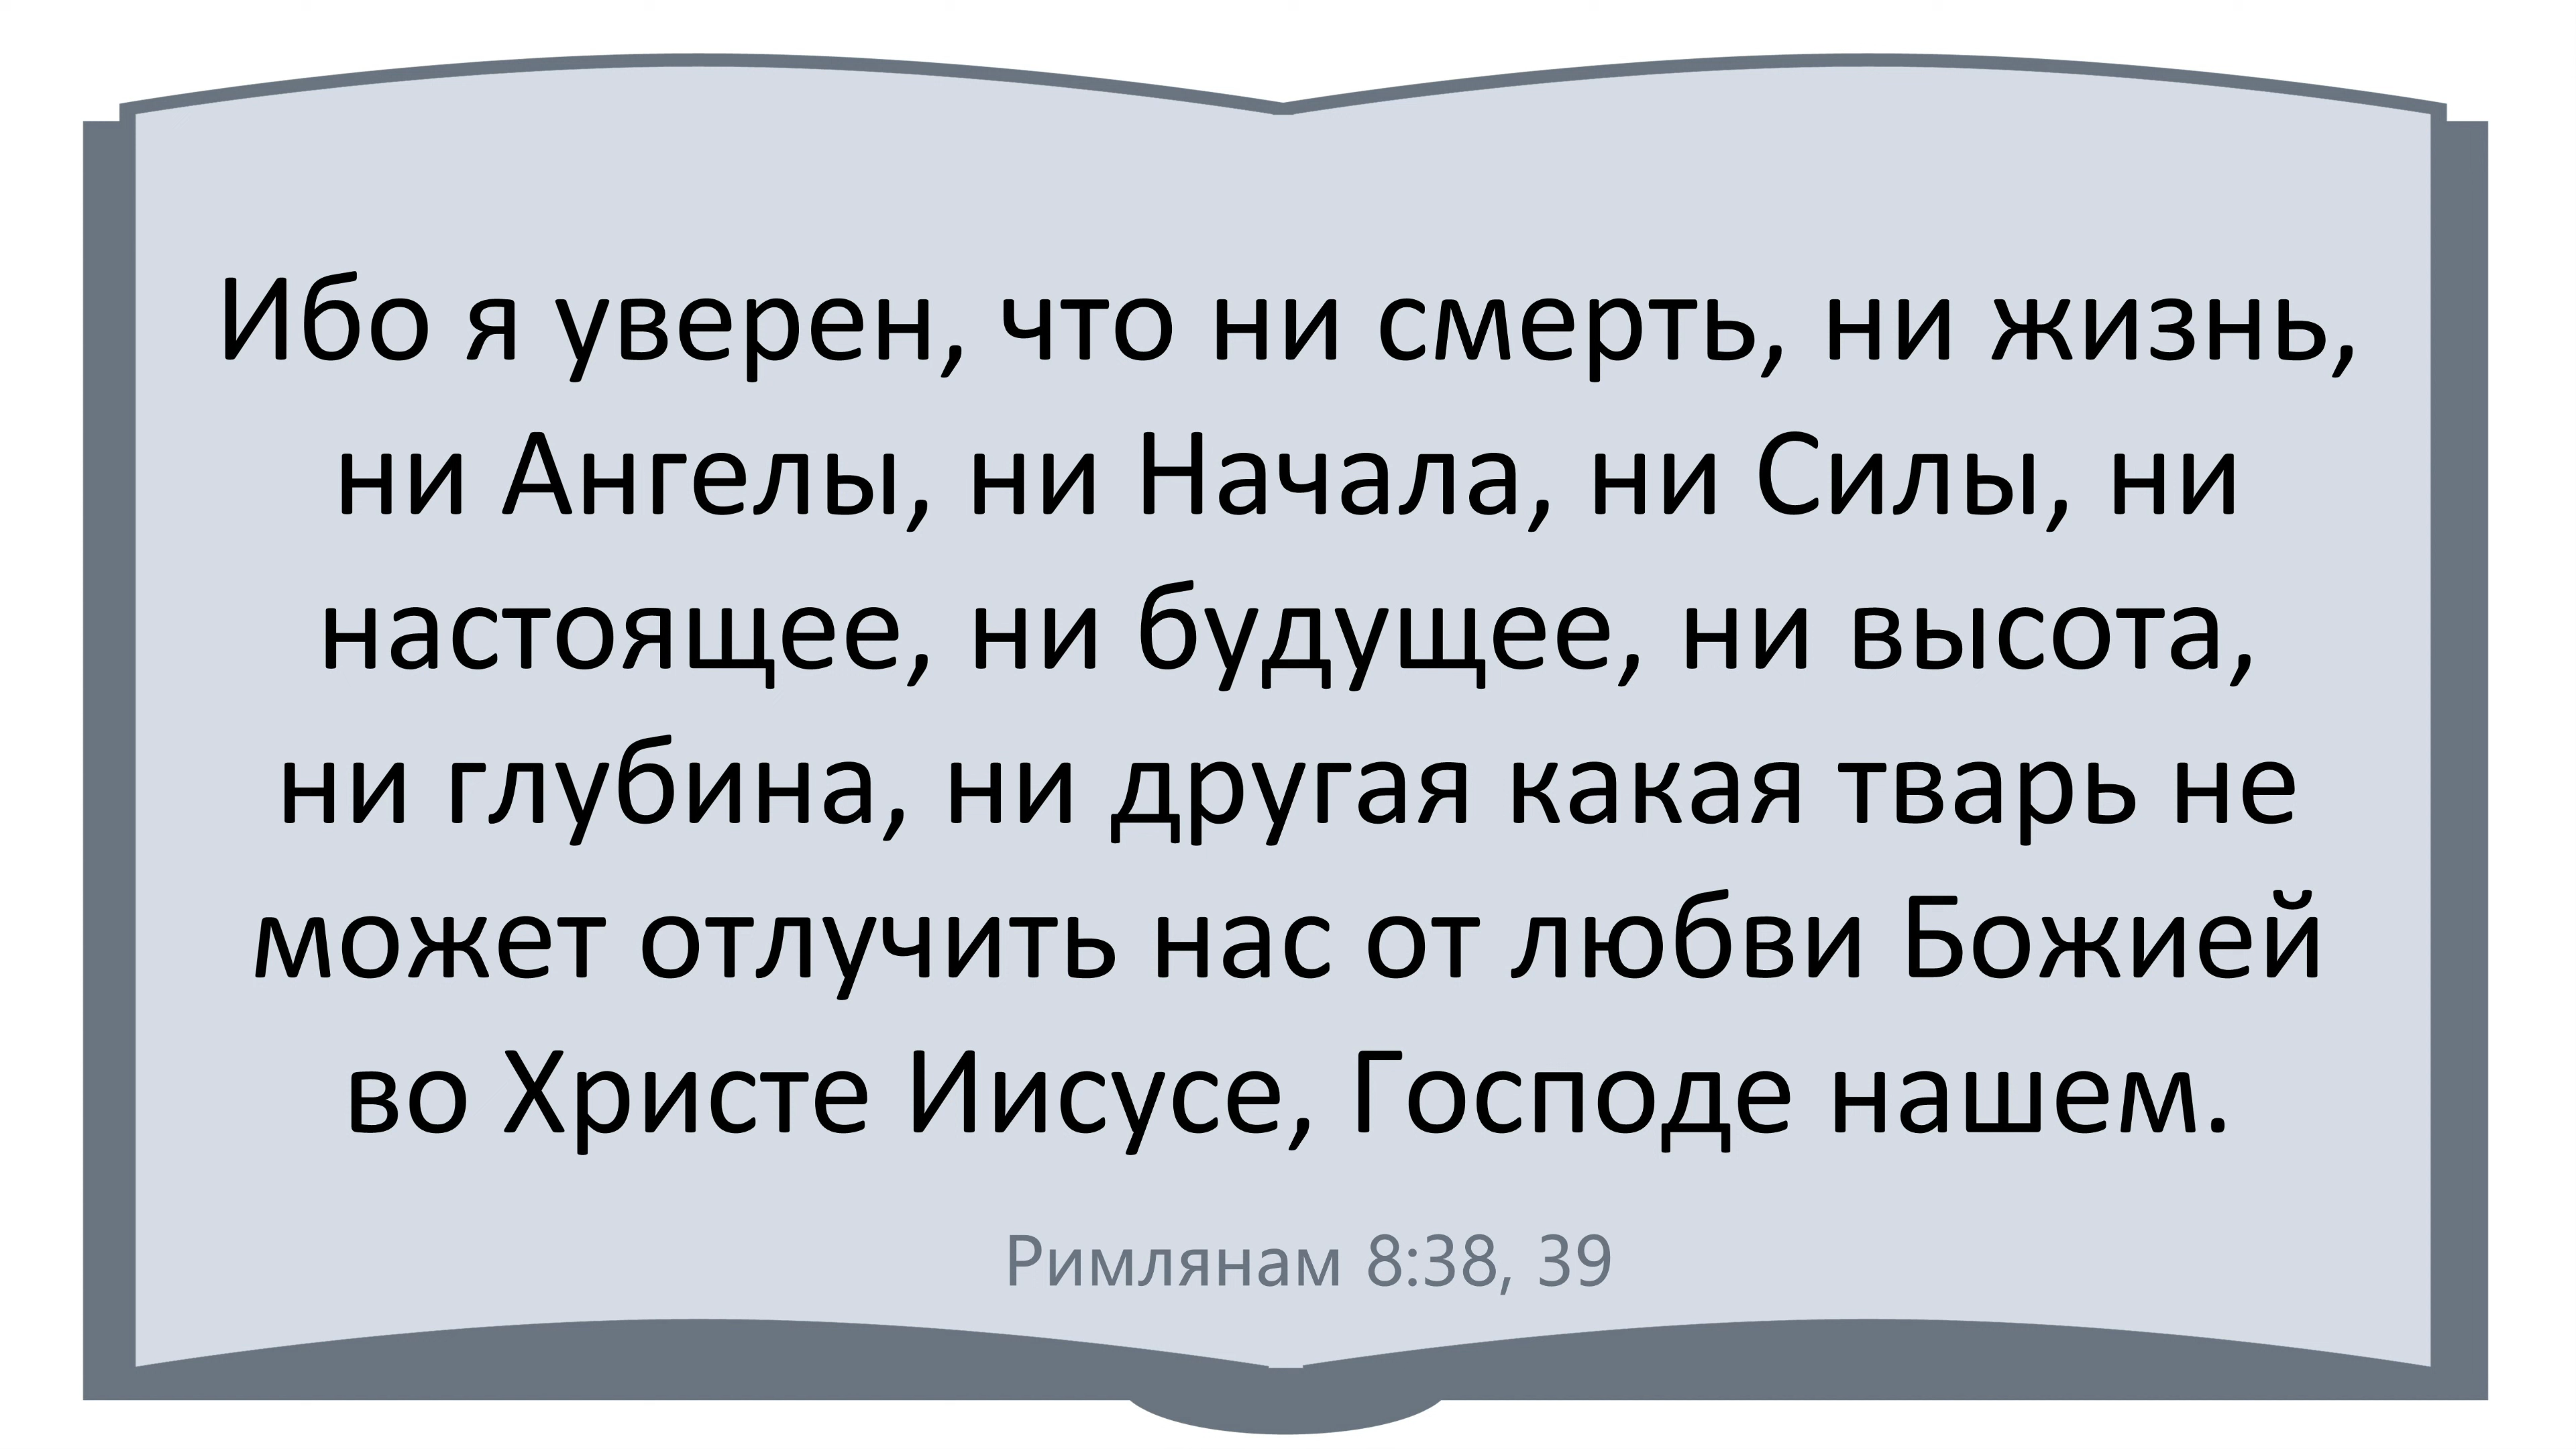 Ибо я уверен, что ни смерть, ни жизнь,
ни Ангелы, ни Начала, ни Силы, ни
настоящее, ни будущее, ни высота,
ни глубина, ни другая какая тварь не
может отлучить нас от любви Божией
во Христе Иисусе, Господе нашем.
Римлянам 8:38, 39